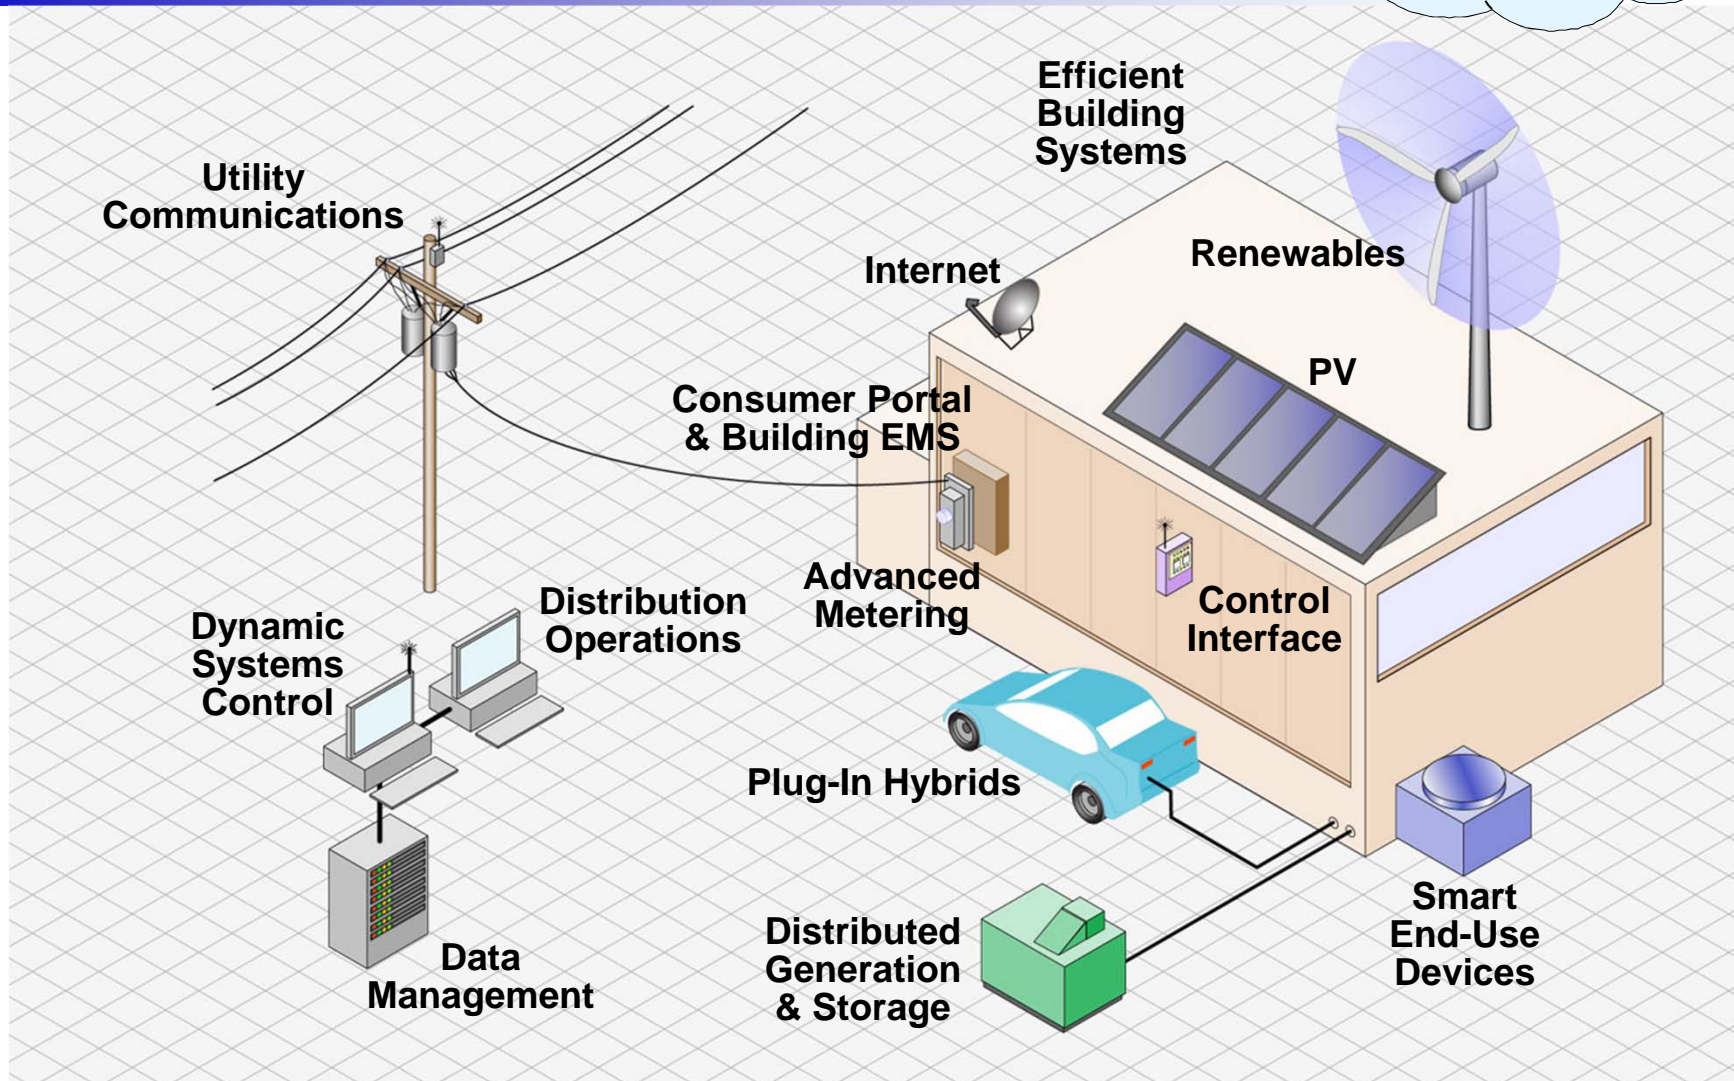 Efficient
Building
Systems
Utility
Communications
Renewables
Internet
PV
Consumer Portal
& Building EMS
Advanced
Metering
Control
Interface
Distribution
Operations
Dynamic
Systems
Control
Plug-In Hybrids
Smart
End-Use
Devices
Distributed
Generation
& Storage
Data
Management